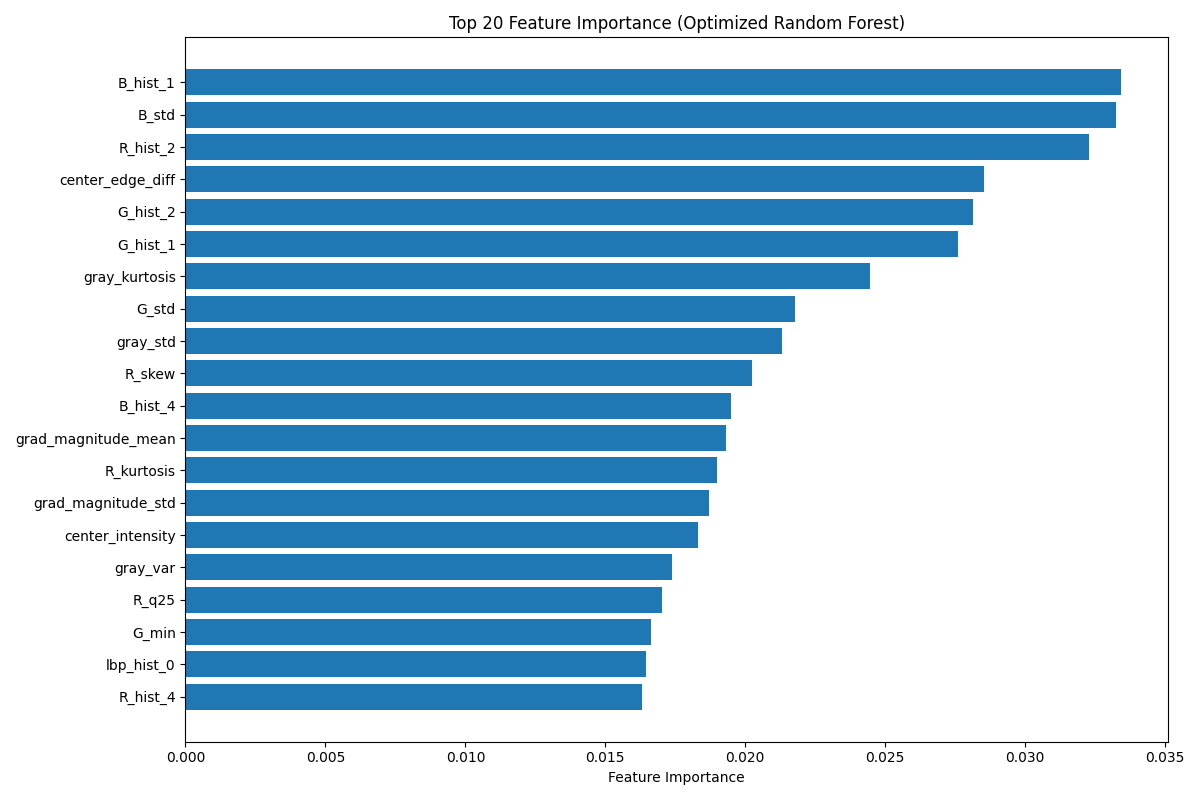 Top 20 Feature Importance (Optimized Random Forest)
B_hist_1
B_std
R_hist_2
center_edge_diff
G_hist_2
G_hist_1
gray_kurtosis
G_std
gray_std
R_skew
B_hist_4
grad_magnitude_mean
R_kurtosis
grad_magnitude_std
center_intensity
gray_var
R_q25
G_min
lbp_hist_0
R_hist_4
0.000 0.005 0.010 0.015 0.020 0.025 0.030 0.035
Feature Importance